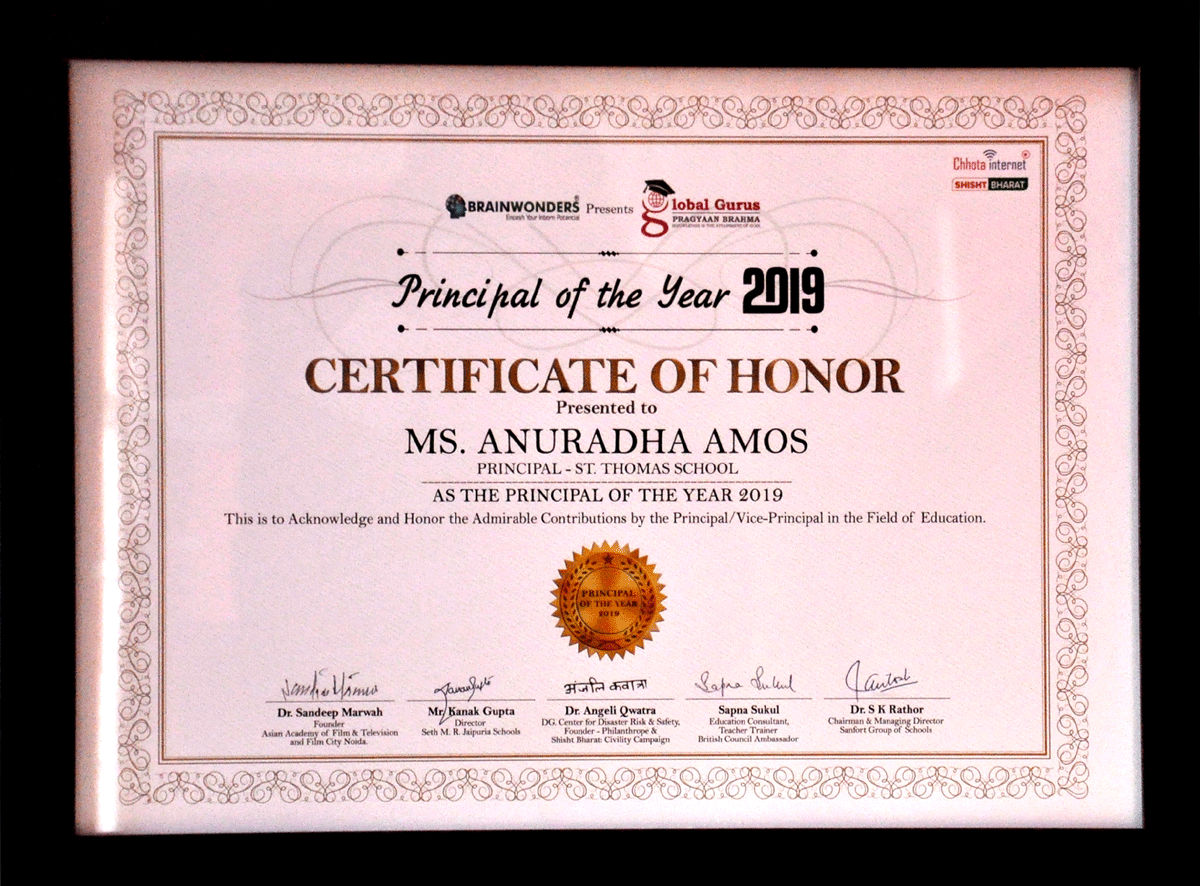 Chhota internet
SHISHT BHARAT
BRAINWONDERS Presents Global Gurus
PRAGYAAN BRAHMA
Principal of the Year 2019
CERTIFICATE OF HONOR
Presented to
MS. ANURADHA AMOS
PRINCIPAL - ST. THOMAS SCHOOL
AS THE PRINCIPAL OF THE YEAR 2019
This is to Acknowledge and Honor the Admirable Contributions by the Principal/Vice-Principal in the Field of Education.
PRINCIPAL
OF THE YEAR
2019
अंजलि कवात्रा
Sapna Sukul
Dr. Sandeep Marwah
Founder
Asian Academy of Film & Television
and Film City Noida.
Mr. Kanak Gupta
Director
Seth M. R. Jaipuria Schools
Dr. Angeli Qwatra
DG. Center for Disaster Risk & Safety,
Founder - Philanthrope &
Shisht Bharat: Civility Campaign
Sapna Sukul
Education Consultant,
Teacher Trainer
British Council Ambassador
Dr. S K Rathor
Chairman & Managing Director
Sanfort Group of Schools